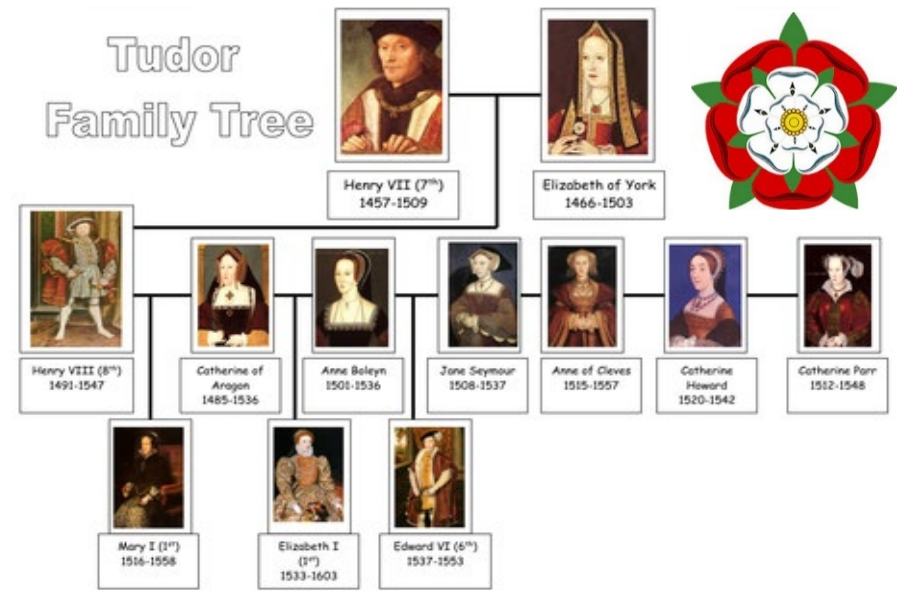 Tudor
Family Tree
Henry VII (7th)
1457-1509
Elizabeth of York
1466-1503
Henry VIII (8th)
1491-1547
Catherine of
Aragon
1485-1536
Anne Boleyn
1501-1536
Jane Seymour
1508-1537
Anne of Cleves
1515-1557
Catherine
Howard
1520-1542
Catherine Parr
1512-1548
Mary I (1st)
1516-1558
Elizabeth I
(1st)
1533-1603
Edward VI (6th)
1537-1553